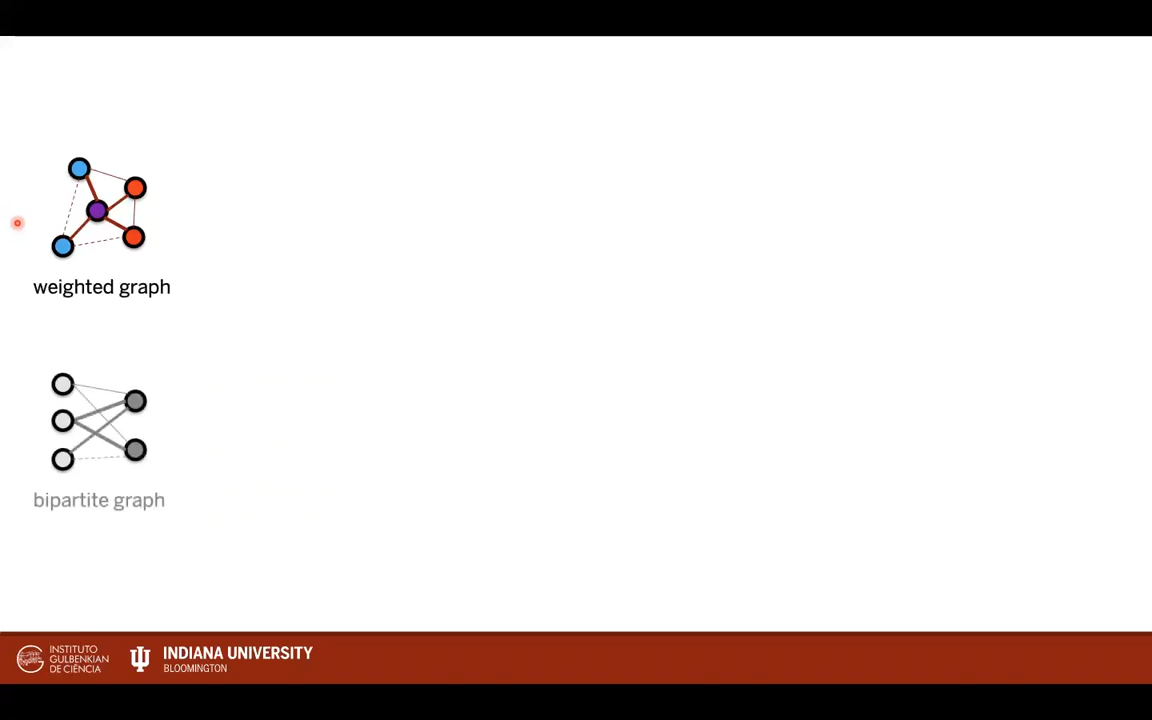 weighted graph
bipartite graph
INSTITUTO
GULBENKIAN
DE CIÊNCIA
INDIANA UNIVERSITY
BLOOMINGTON